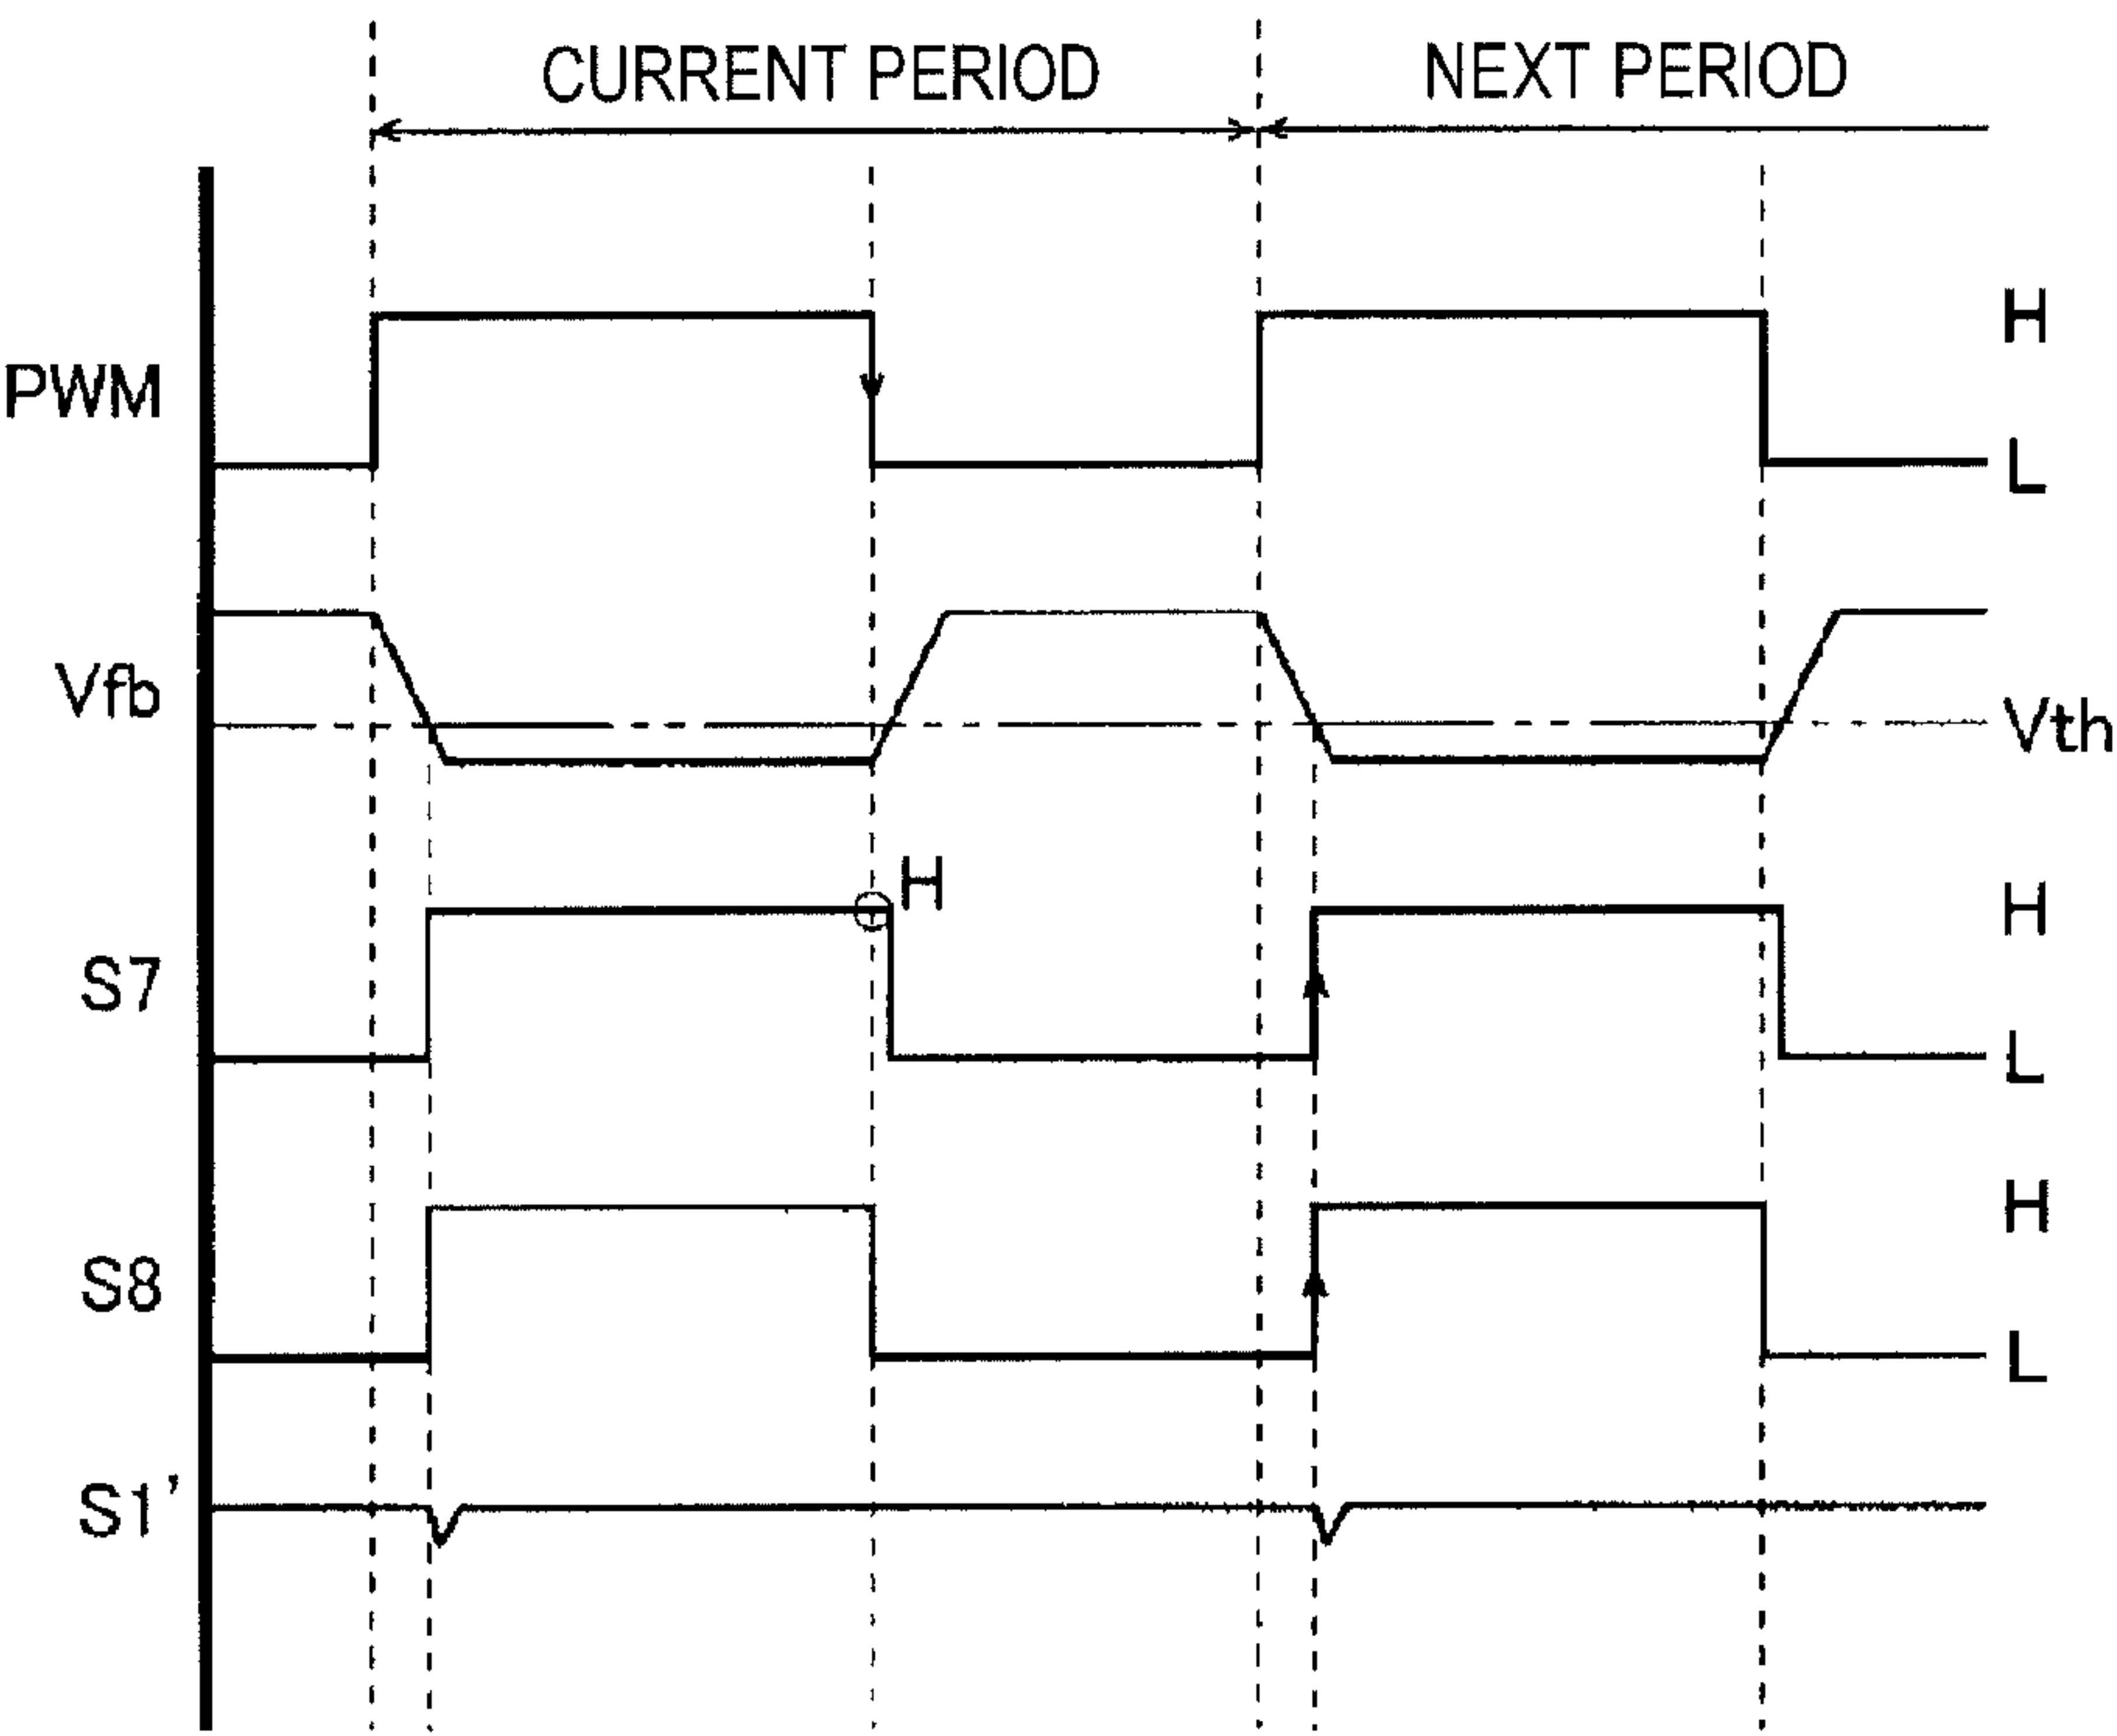 CURRENT PERIOD
NEXT PERIOD
PWM
H
L
Vfb
Vth
H
S7
H
L
S8
H
L
S1'